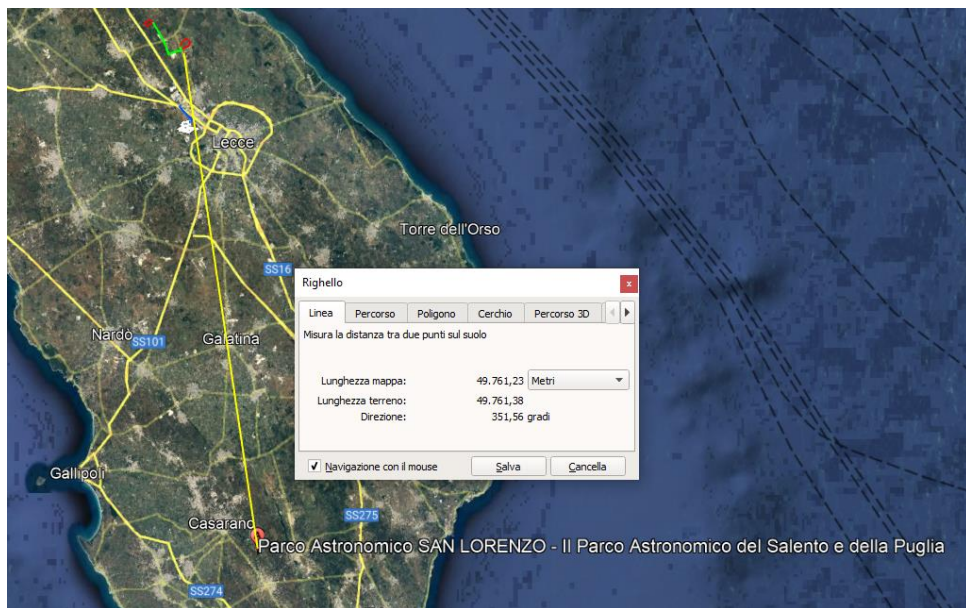 Lecce
Torre dell'Orso
SS16
Righello
x
Linea
Percorso
Poligono
Cerchio
Percorso 3D
Misura la distanza tra due punti sul suolo
Lunghezza mappa:
49.761,23
Metri
Lunghezza terreno:
49.761,38
Direzione:
351,56 gradi
Navigazione con il mouse
Salva
Cancella
Nardò
SS101
Galatina
Gallipoli
Casarano
SS275
Parco Astronomico SAN LORENZO - Il Parco Astronomico del Salento e della Puglia
SS274